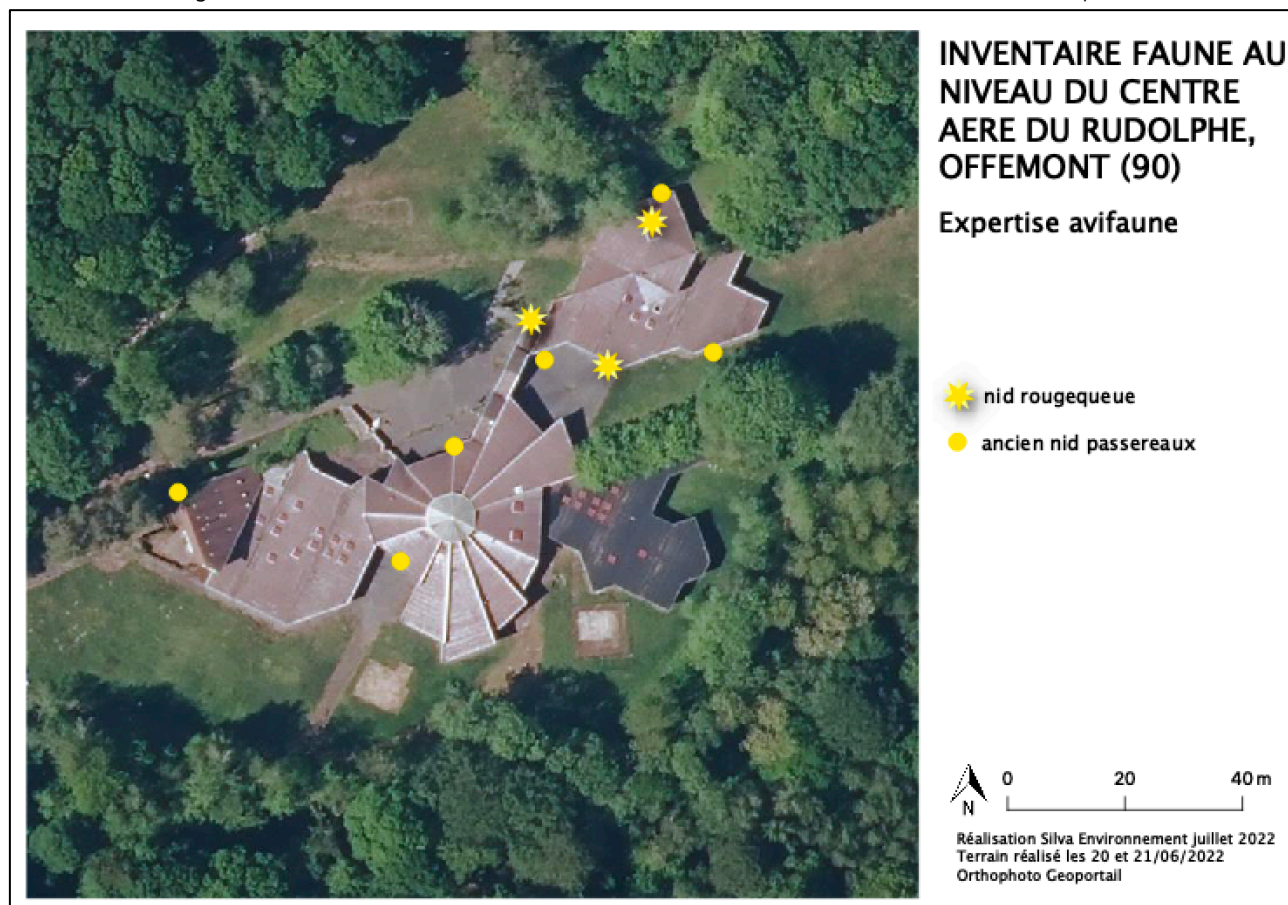 INVENTAIRE FAUNE AU
NIVEAU DU CENTRE
AERE DU RUDOLPHE,
OFFEMONT (90)
Expertise avifaune
nid rougequeue
ancien nid passereaux
N
0 20 40 m
Réalisation Silva Environnement juillet 2022
Terrain réalisé les 20 et 21/06/2022
Orthophoto Geoportail